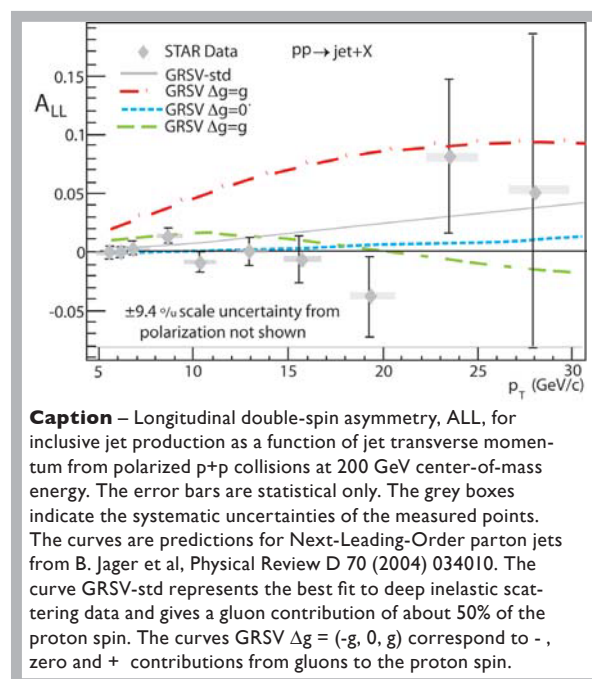 STAR Data pp→jet+X
GRSV-std
GRSV Δg=g
GRSV Δg=0
GRSV Δg=g
A_LL
0.15
0.1
0.05
0
-0.05
±9.4 % scale uncertainty from
polarization not shown
5 10 15 20 25 30
p_T (GeV/c)
Caption – Longitudinal double-spin asymmetry, ALL, for
inclusive jet production as a function of jet transverse momen-
tum from polarized p+p collisions at 200 GeV center-of-mass
energy. The error bars are statistical only. The grey boxes
indicate the systematic uncertainties of the measured points.
The curves are predictions for Next-Leading-Order parton jets
from B. Jager et al, Physical Review D 70 (2004) 034010. The
curve GRSV-std represents the best fit to deep inelastic scat-
tering data and gives a gluon contribution of about 50% of the
proton spin. The curves GRSV Δg = (-g, 0, g) correspond to - ,
zero and + contributions from gluons to the proton spin.